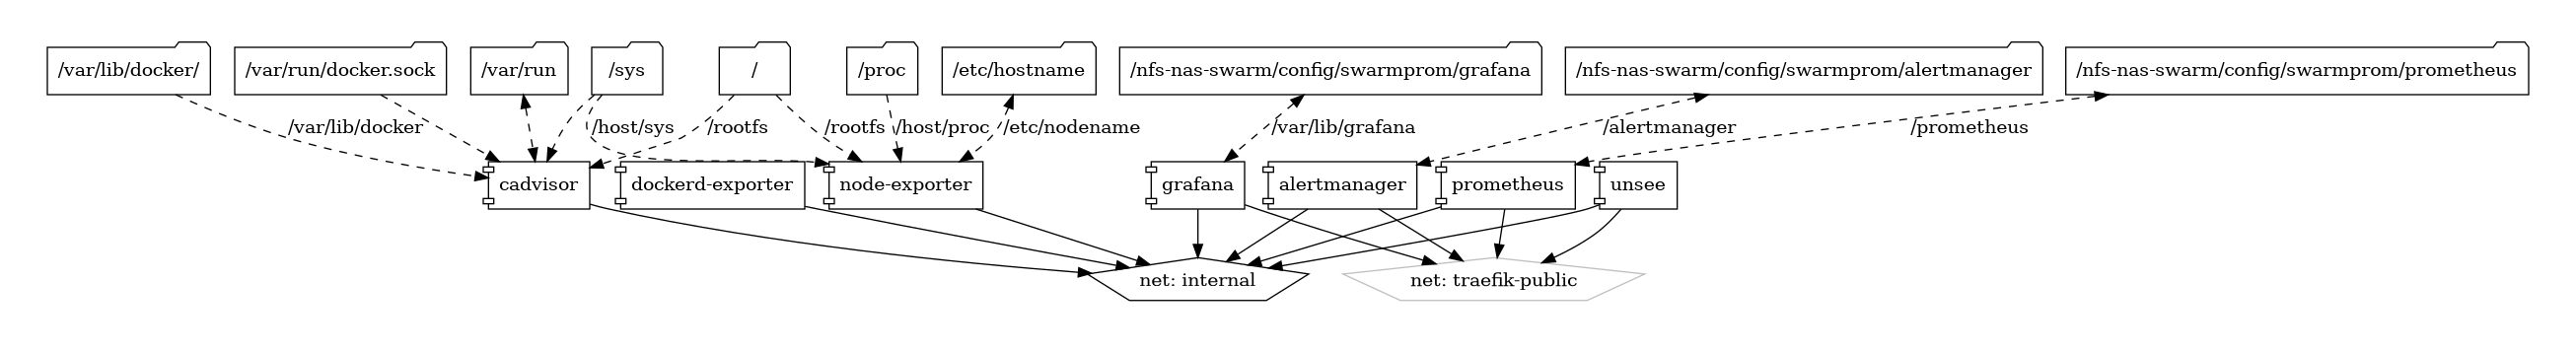 /var/lib/docker/
/var/run/docker.sock
/var/run
/sys
/
/proc
/etc/hostname
/nfs-nas-swarm/config/swarmprom/grafana
/nfs-nas-swarm/config/swarmprom/alertmanager
/nfs-nas-swarm/config/swarmprom/prometheus
/var/lib/docker
/host/sys
/rootfs
/rootfs
/host/proc
/etc/nodename
/var/lib/grafana
/alertmanager
/prometheus
cadvisor
dockerd-exporter
node-exporter
grafana
alertmanager
prometheus
unsee
net: internal
net: traefik-public